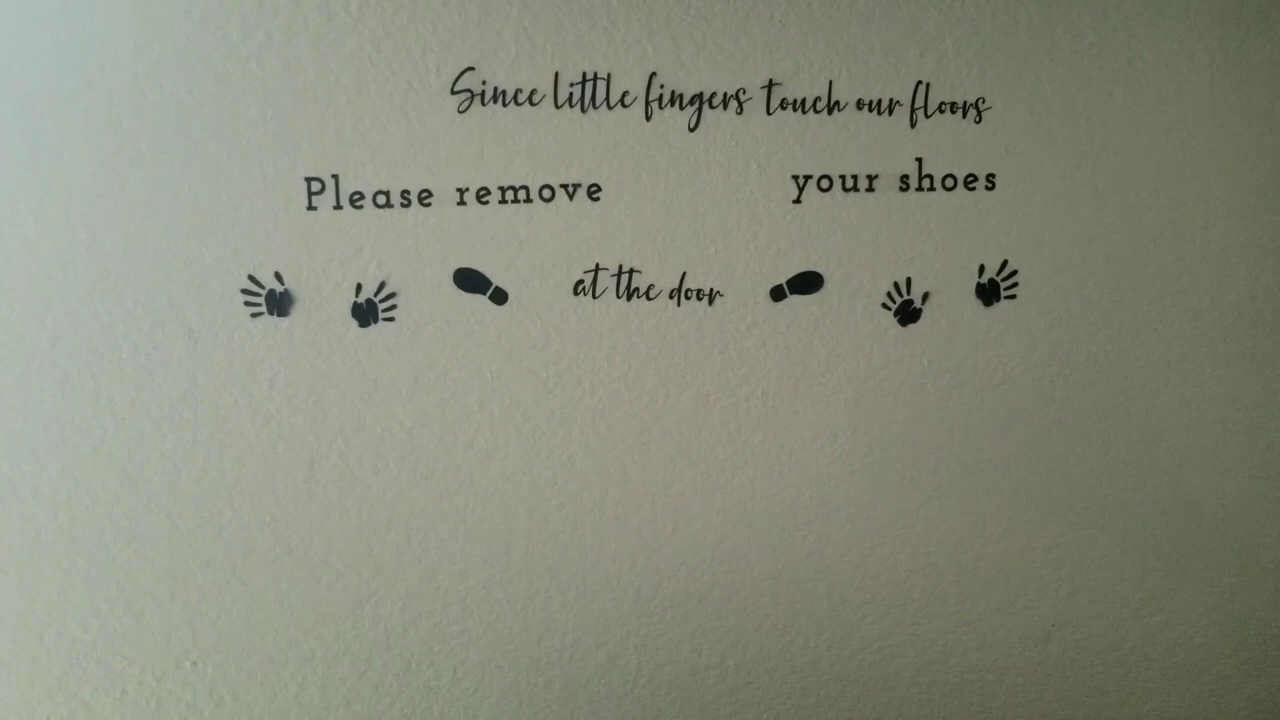 Since little fingers touch our floors
Please remove your shoes
at the door